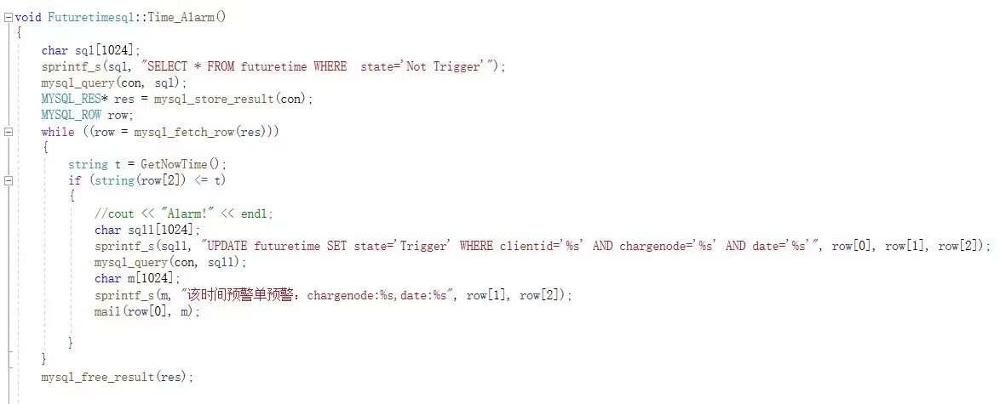 void Futuretimesql::Time_Alarm()
{
char sql[1024];
sprintf_s(sql, "SELECT * FROM futuretime WHERE  state='Not Trigger'");
mysql_query(con, sql);
MYSQL_RES* res = mysql_store_result(con);
MYSQL_ROW row;
while ((row = mysql_fetch_row(res)))
{
string t = GetNowTime();
if (string(row[2]) <= t)
{
//cout << "Alarm!" << endl;
char sql1[1024];
sprintf_s(sql1, "UPDATE futuretime SET state='Trigger' WHERE clientid='%s' AND chargenode='%s' AND date='%s'", row[0], row[1], row[2]);
mysql_query(con, sql1);
char m[1024];
sprintf_s(m, "该时间预警单预警：chargenode:%s,date:%s", row[1], row[2]);
mail(row[0], m);
}
}
mysql_free_result(res);